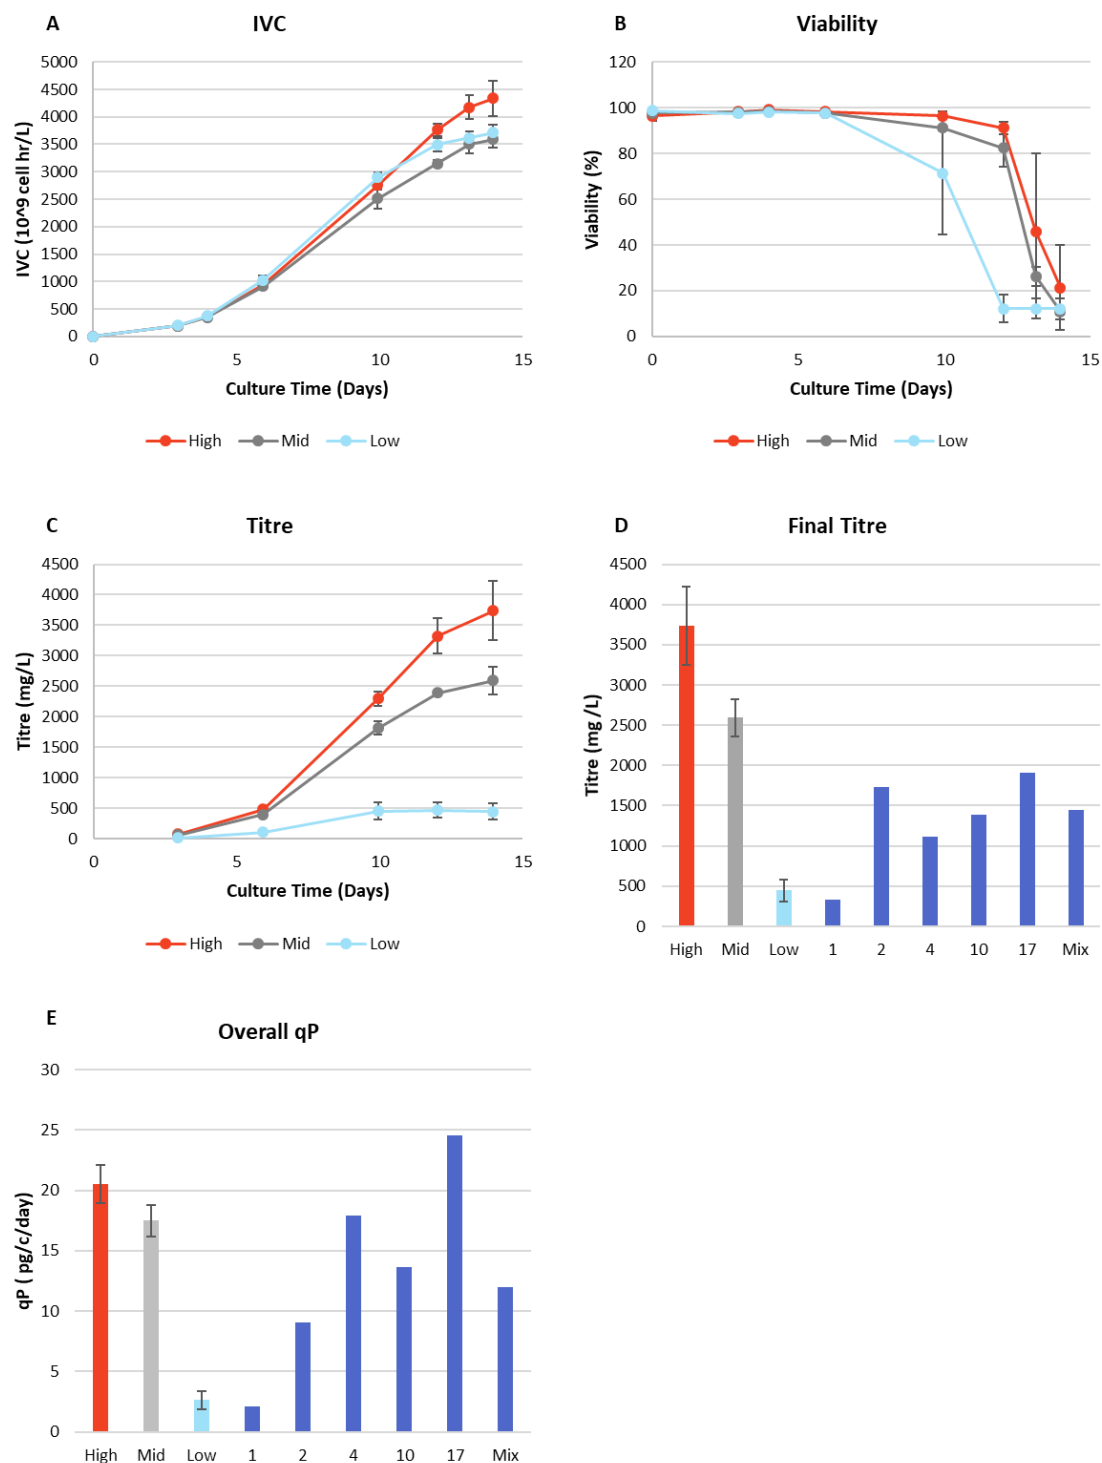 A
IVC
5000
4500
4000
3500
3000
2500
2000
1500
1000
500
0
IVC (10^9 cell hr/L)
0 5 10 15
Culture Time (Days)
High Mid Low
B
Viability
120
100
80
60
40
20
0
Viability (%)
0 5 10 15
Culture Time (Days)
High Mid Low
C
Titre
4500
4000
3500
3000
2500
2000
1500
1000
500
0
Titre (mg/L)
0 5 10 15
Culture Time (Days)
High Mid Low
D
Final Titre
4500
4000
3500
3000
2500
2000
1500
1000
500
0
Titre (mg /L)
High Mid Low 1 2 4 10 17 Mix
E
Overall qP
30
25
20
15
10
5
0
qP ( pg/c/day)
High Mid Low 1 2 4 10 17 Mix